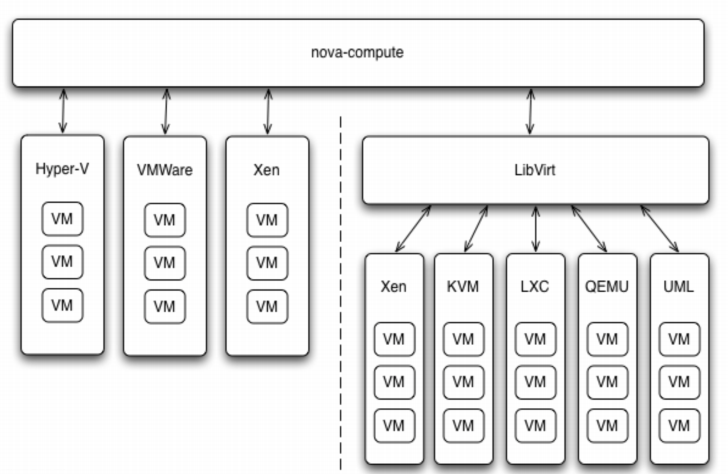 nova-compute
Hyper-V
VMWare
Xen
LibVirt
VM VM VM
VM VM VM
VM VM VM
Xen
KVM
LXC
QEMU
UML
VM VM VM VM VM
VM VM VM VM VM
VM VM VM VM VM